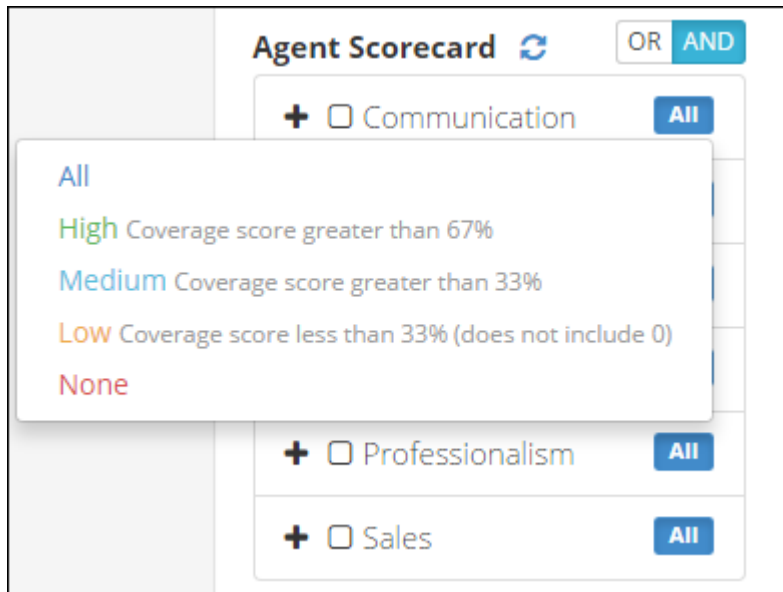 Agent Scorecard OR AND
Communication All
All
High Coverage score greater than 67%
Medium Coverage score greater than 33%
Low Coverage score less than 33% (does not include 0)
None
Professionalism All
Sales All